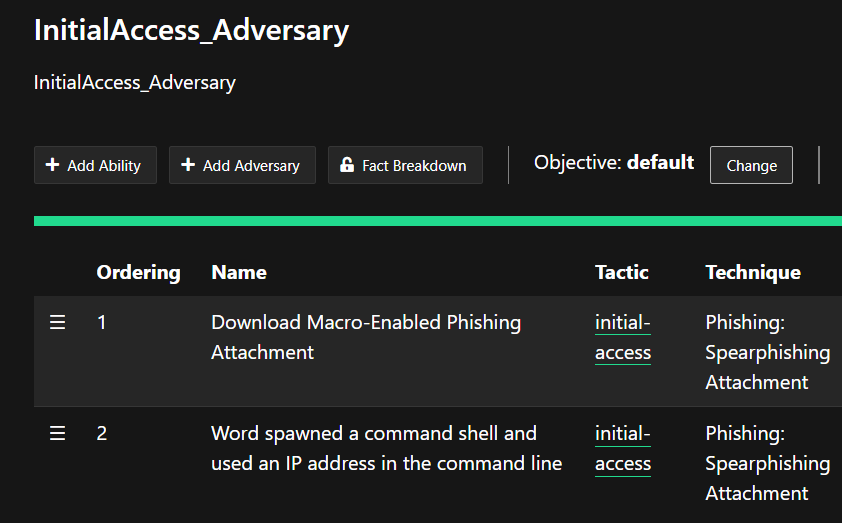 InitialAccess_Adversary
InitialAccess_Adversary
Add Ability
Add Adversary
Fact Breakdown
Objective: default
Change
Ordering Name Tactic Technique
1 Download Macro-Enabled Phishing initial- Phishing:
Attachment access Spearphishing
Attachment
2 Word spawned a command shell and initial- Phishing:
used an IP address in the command line access Spearphishing
Attachment